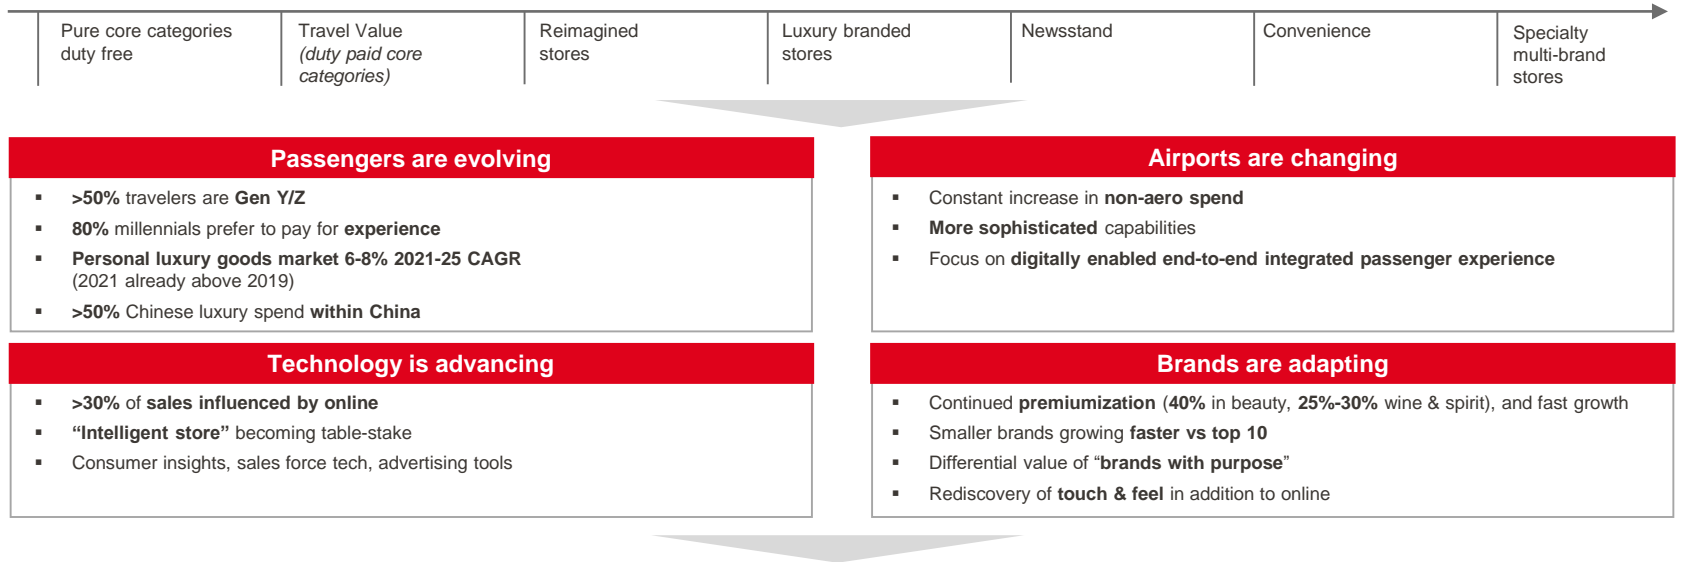 Pure core categories
duty free
Travel Value
(duty paid core
categories)
Reimagined
stores
Luxury branded
stores
Newsstand
Convenience
Specialty
multi-brand
stores
Passengers are evolving
▪ >50% travelers are Gen Y/Z
▪ 80% millennials prefer to pay for experience
▪ Personal luxury goods market 6-8% 2021-25 CAGR
(2021 already above 2019)
▪ >50% Chinese luxury spend within China
Airports are changing
▪ Constant increase in non-aero spend
▪ More sophisticated capabilities
▪ Focus on digitally enabled end-to-end integrated passenger experience
Technology is advancing
▪ >30% of sales influenced by online
▪ “Intelligent store” becoming table-stake
▪ Consumer insights, sales force tech, advertising tools
Brands are adapting
▪ Continued premiumization (40% in beauty, 25%-30% wine & spirit), and fast growth
▪ Smaller brands growing faster vs top 10
▪ Differential value of “brands with purpose”
▪ Rediscovery of touch & feel in addition to online